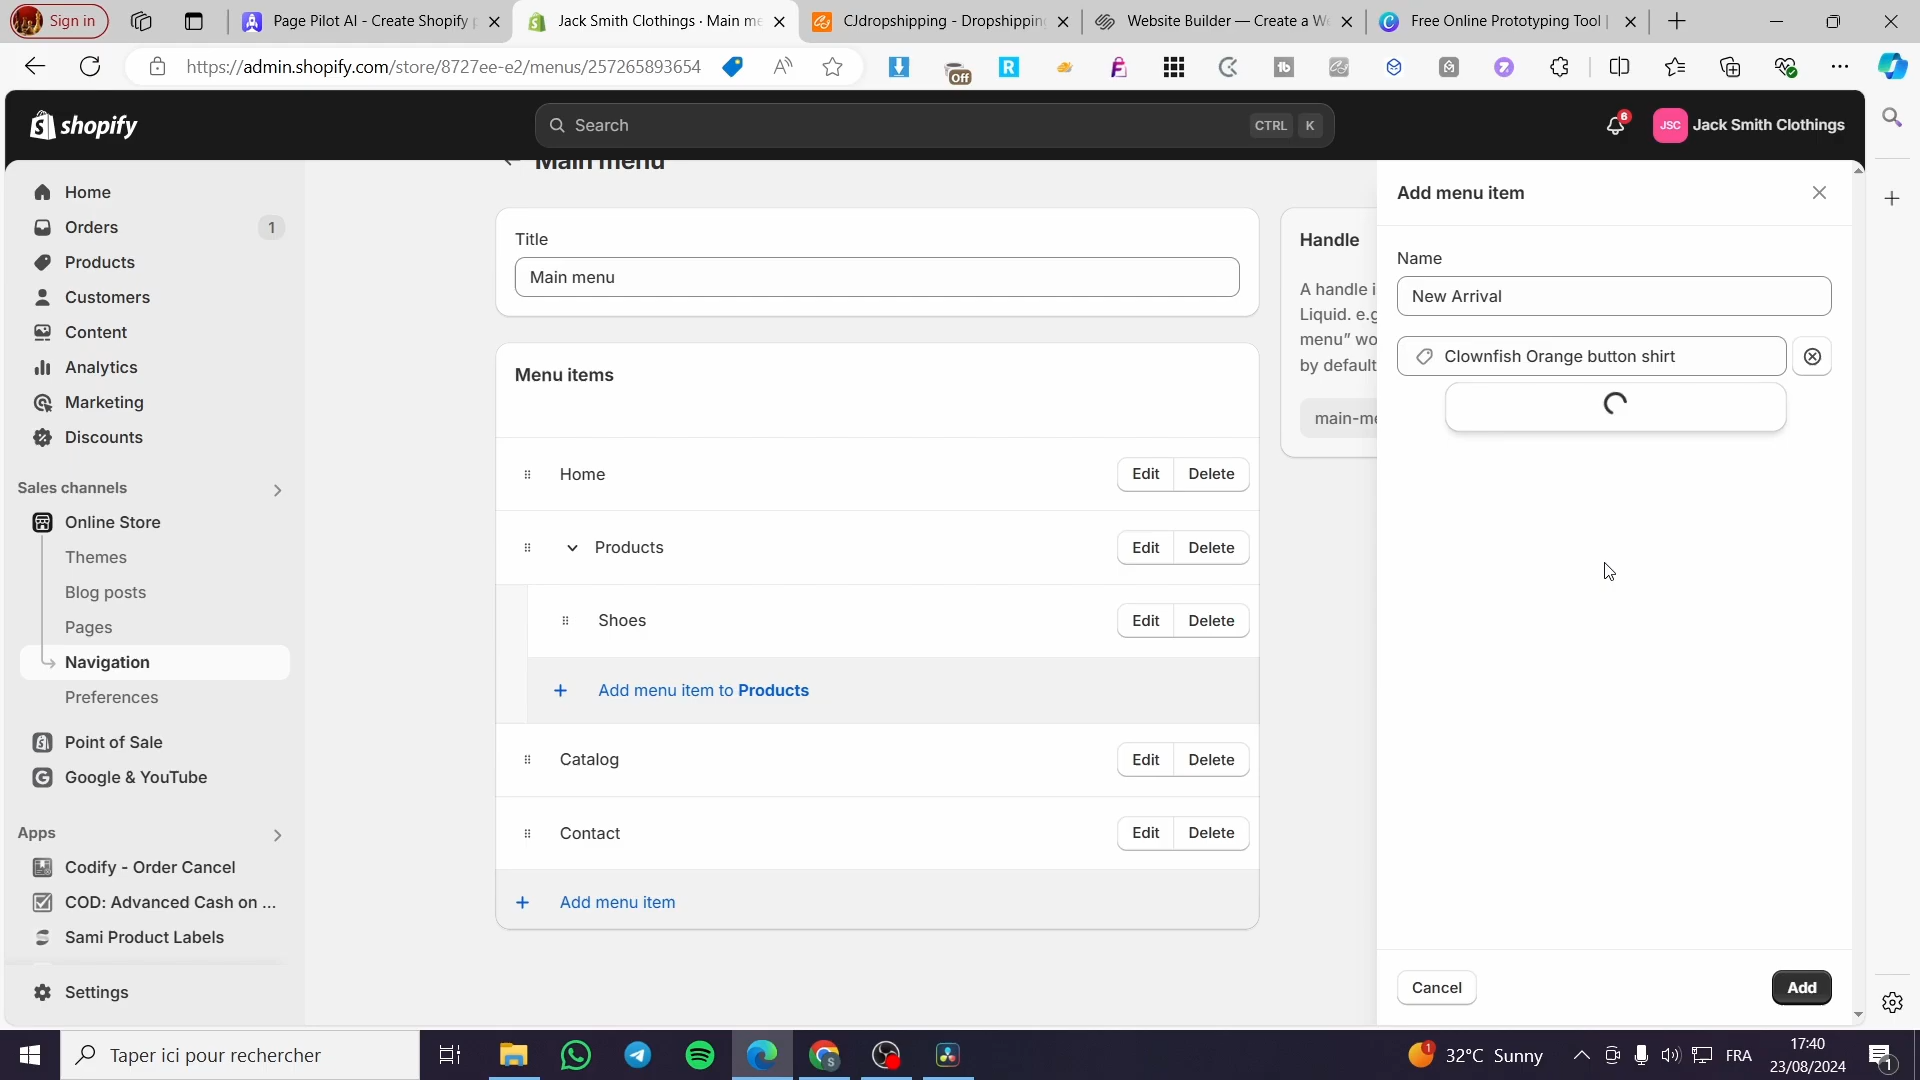 Sign in
Page Pilot AI - Create Shopify p
Jack Smith Clothings · Main me
CJdropshipping - Dropshipping
Website Builder — Create a We
Free Online Prototyping Tool |
https://admin.shopify.com/store/8727ee-e2/menus/257265893654
Off
shopify
Search
CTRL K
6
JSC
Jack Smith Clothings
Home
Orders 1
Products
Customers
Content
Analytics
Marketing
Discounts
Sales channels
Online Store
Themes
Blog posts
Pages
Navigation
Preferences
Point of Sale
Google & YouTube
Apps
Codify - Order Cancel
COD: Advanced Cash on ...
Sami Product Labels
Settings
Main menu
Title
Main menu
Menu items
Home Edit Delete
Products Edit Delete
Shoes Edit Delete
Add menu item to Products
Catalog Edit Delete
Contact Edit Delete
Add menu item
Handle
A handle i
Liquid. e.g
menu” wo
by default
main-me
Add menu item
Name
New Arrival
Clownfish Orange button shirt
Cancel
Add
Taper ici pour rechercher
1
32°C Sunny
FRA
17:40
23/08/2024
1